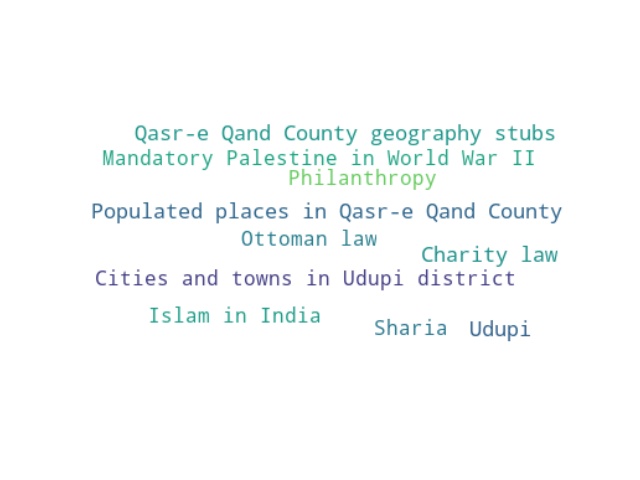 Qasr-e Qand County geography stubs
Mandatory Palestine in World War II
Philanthropy
Populated places in Qasr-e Qand County
Ottoman law
Charity law
Cities and towns in Udupi district
Islam in India
Sharia
Udupi